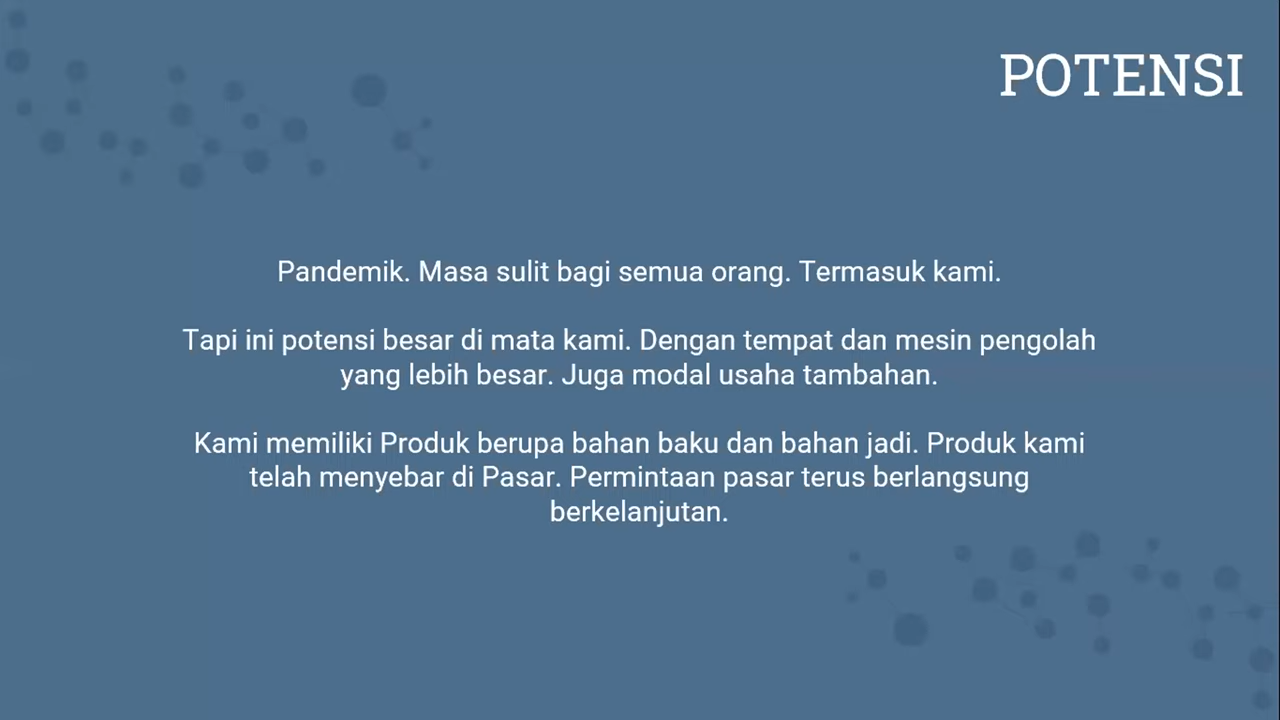 POTENSI
Pandemik. Masa sulit bagi semua orang. Termasuk kami.
Tapi ini potensi besar di mata kami. Dengan tempat dan mesin pengolah
yang lebih besar. Juga modal usaha tambahan.
Kami memiliki Produk berupa bahan baku dan bahan jadi. Produk kami
telah menyebar di Pasar. Permintaan pasar terus berlangsung
berkelanjutan.